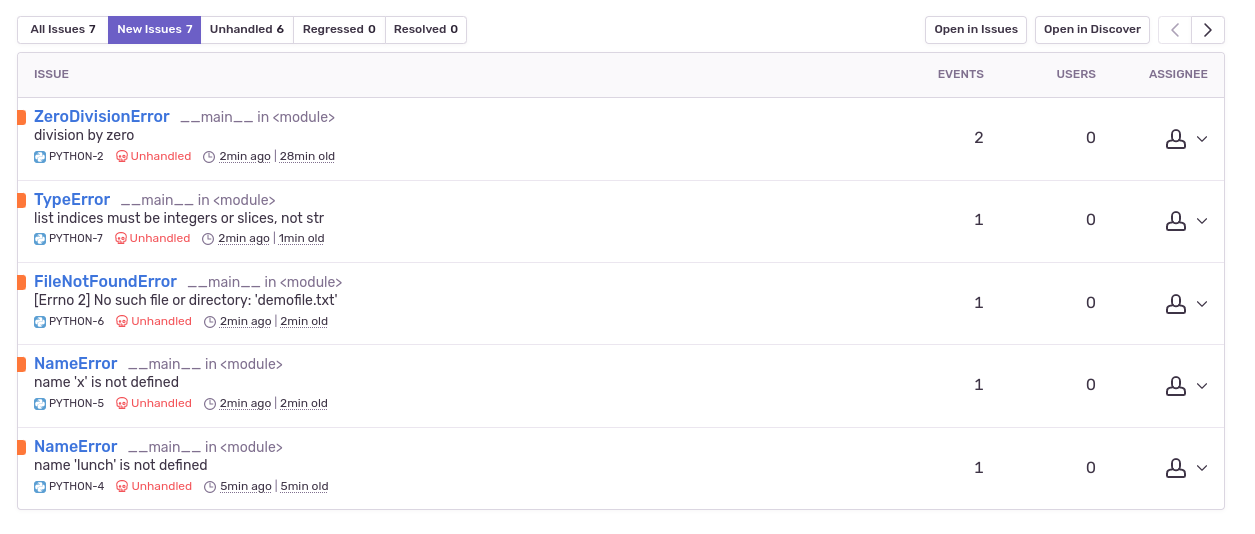 All Issues 7 New Issues 7 Unhandled 6 Regressed 0 Resolved 0 Open in Issues Open in Discover
ISSUE EVENTS USERS ASSIGNEE
ZeroDivisionError __main__ in <module>
division by zero
2 0
PYTHON-2 Unhandled 2min ago | 28min old
TypeError __main__ in <module>
list indices must be integers or slices, not str
1 0
PYTHON-7 Unhandled 2min ago | 1min old
FileNotFoundError __main__ in <module>
[Errno 2] No such file or directory: 'demofile.txt'
1 0
PYTHON-6 Unhandled 2min ago | 2min old
NameError __main__ in <module>
name 'x' is not defined
1 0
PYTHON-5 Unhandled 2min ago | 2min old
NameError __main__ in <module>
name 'lunch' is not defined
1 0
PYTHON-4 Unhandled 5min ago | 5min old